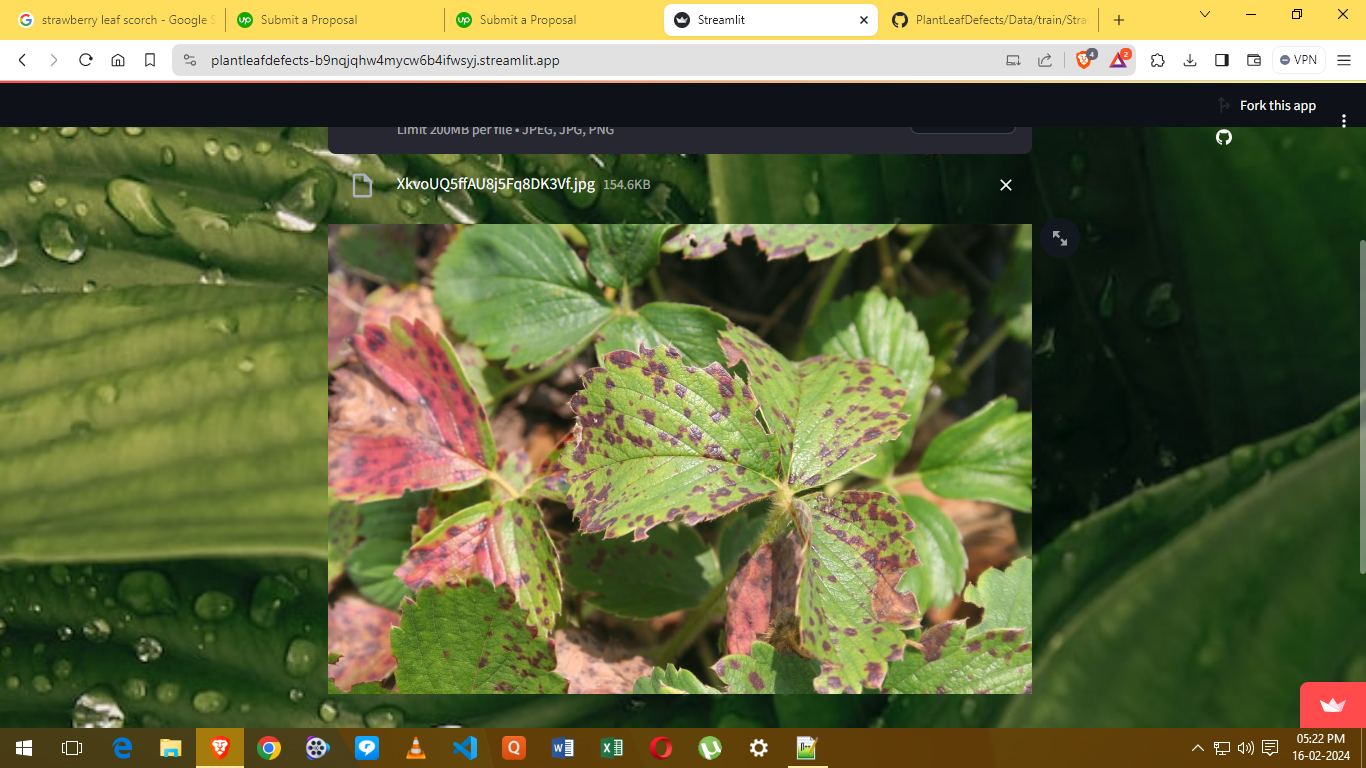 strawberry leaf scorch - Google S
Submit a Proposal
Submit a Proposal
Streamlit
PlantLeafDefects/Data/train/Stra
plantleafdefects-b9nqjqhw4mycw6b4ifwsyj.streamlit.app
4
2
VPN
Fork this app
Limit 200MB per file • JPEG, JPG, PNG
XkvoUQ5ffAU8j5Fq8DK3Vf.jpg 154.6KB
05:22 PM
16-02-2024